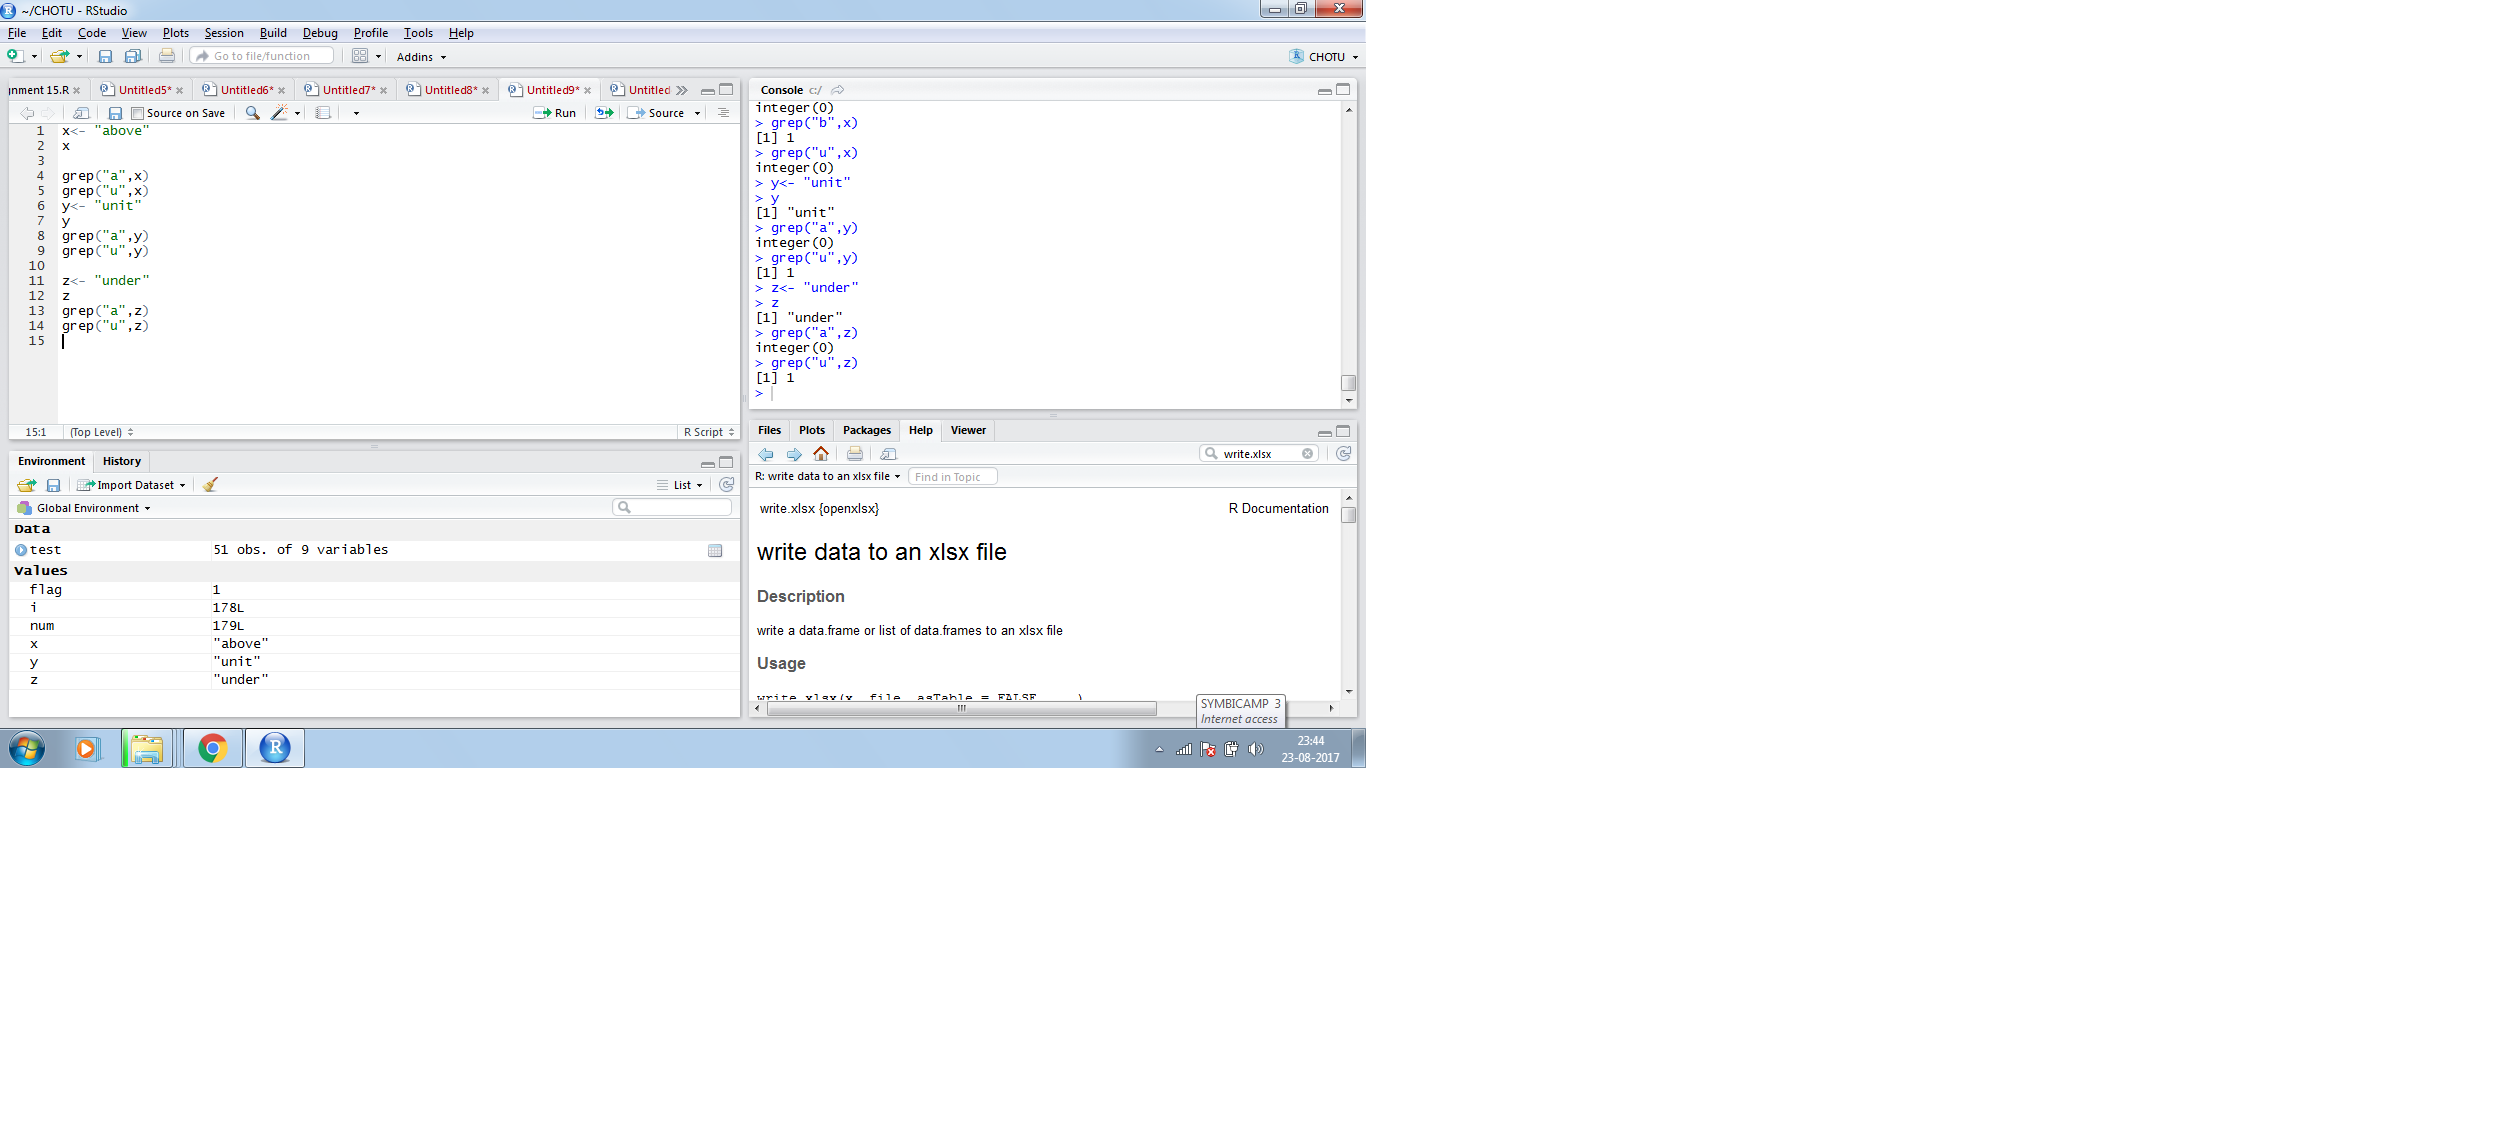 ~/CHOTU - RStudio
File Edit Code View Plots Session Build Debug Profile Tools Help
Go to file/function Addins CHOTU
gnment 15.R Untitled5* Untitled6* Untitled7* Untitled8* Untitled9* Untitled
Source on Save Run Source
1 x<- "above"
2 x
3
4 grep("a",x)
5 grep("u",x)
6 y<- "unit"
7 y
8 grep("a",y)
9 grep("u",y)
10
11 z<- "under"
12 z
13 grep("a",z)
14 grep("u",z)
15
15:1 (Top Level) R Script
Environment History
Import Dataset List
Global Environment
Data
test 51 obs. of 9 variables
Values
flag 1
i 178L
num 179L
x "above"
y "unit"
z "under"
Console c:/
integer(0)
> grep("b",x)
[1] 1
> grep("u",x)
integer(0)
> y<- "unit"
> y
[1] "unit"
> grep("a",y)
integer(0)
> grep("u",y)
[1] 1
> z<- "under"
> z
[1] "under"
> grep("a",z)
integer(0)
> grep("u",z)
[1] 1
>
Files Plots Packages Help Viewer
write.xlsx
R: write data to an xlsx file Find in Topic
write.xlsx {openxlsx} R Documentation
write data to an xlsx file
Description
write a data.frame or list of data.frames to an xlsx file
Usage
write.xlsx(x, file, asTable = FALSE, ...)
SYMBICAMP 3
Internet access
23:44
23-08-2017